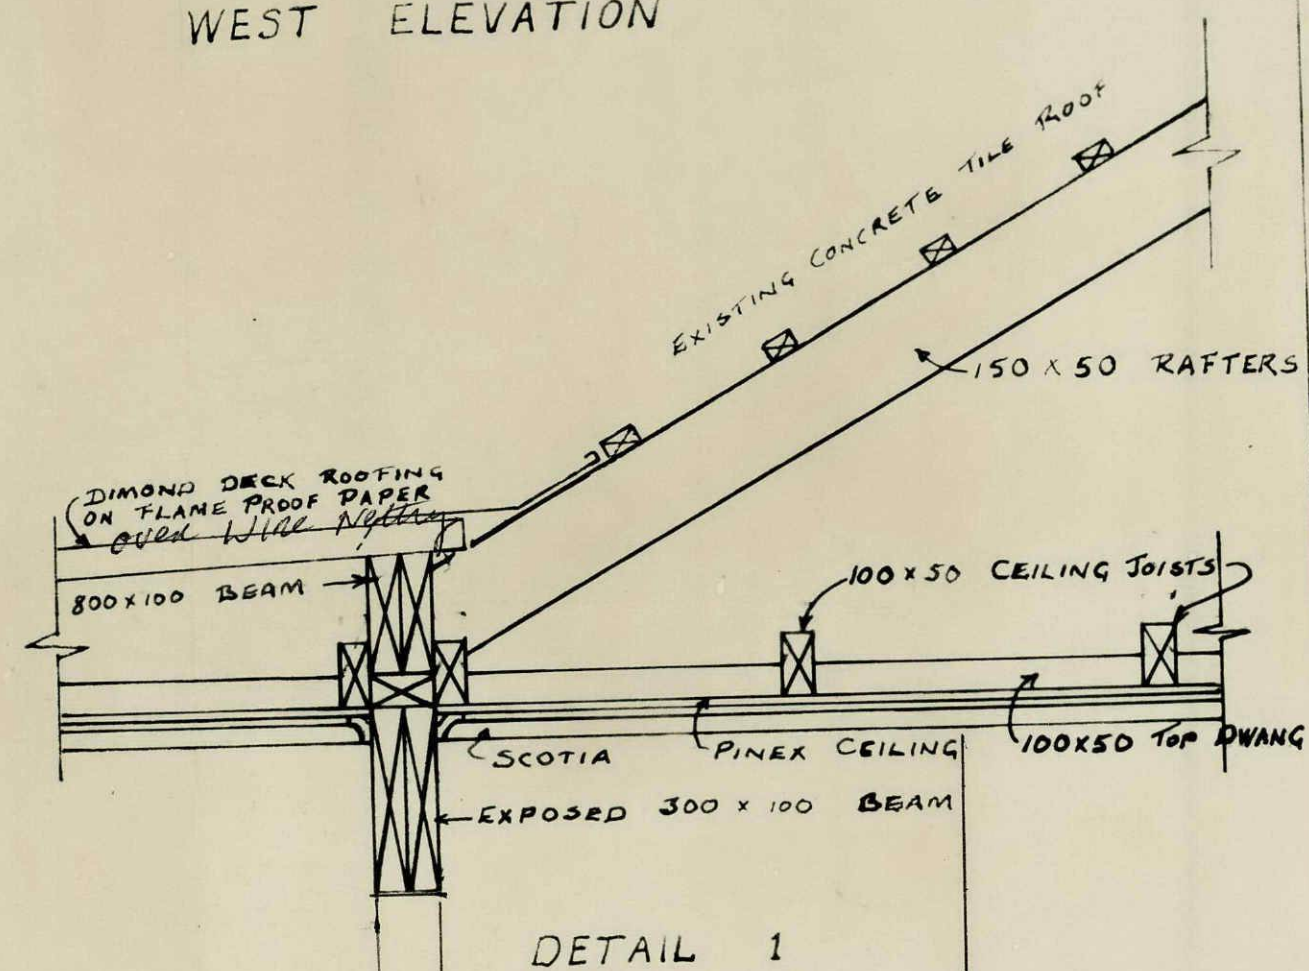 WEST ELEVATION
EXISTING CONCRETE TILE ROOF
150 x 50 RAFTERS
DIMOND DECK ROOFING
ON FLAME PROOF PAPER
over Wire Netting
800 x 100 BEAM
100 x 50 CEILING JOISTS
SCOTIA
PINEX CEILING
100x50 TOP DWANG
EXPOSED 300 x 100 BEAM
DETAIL 1